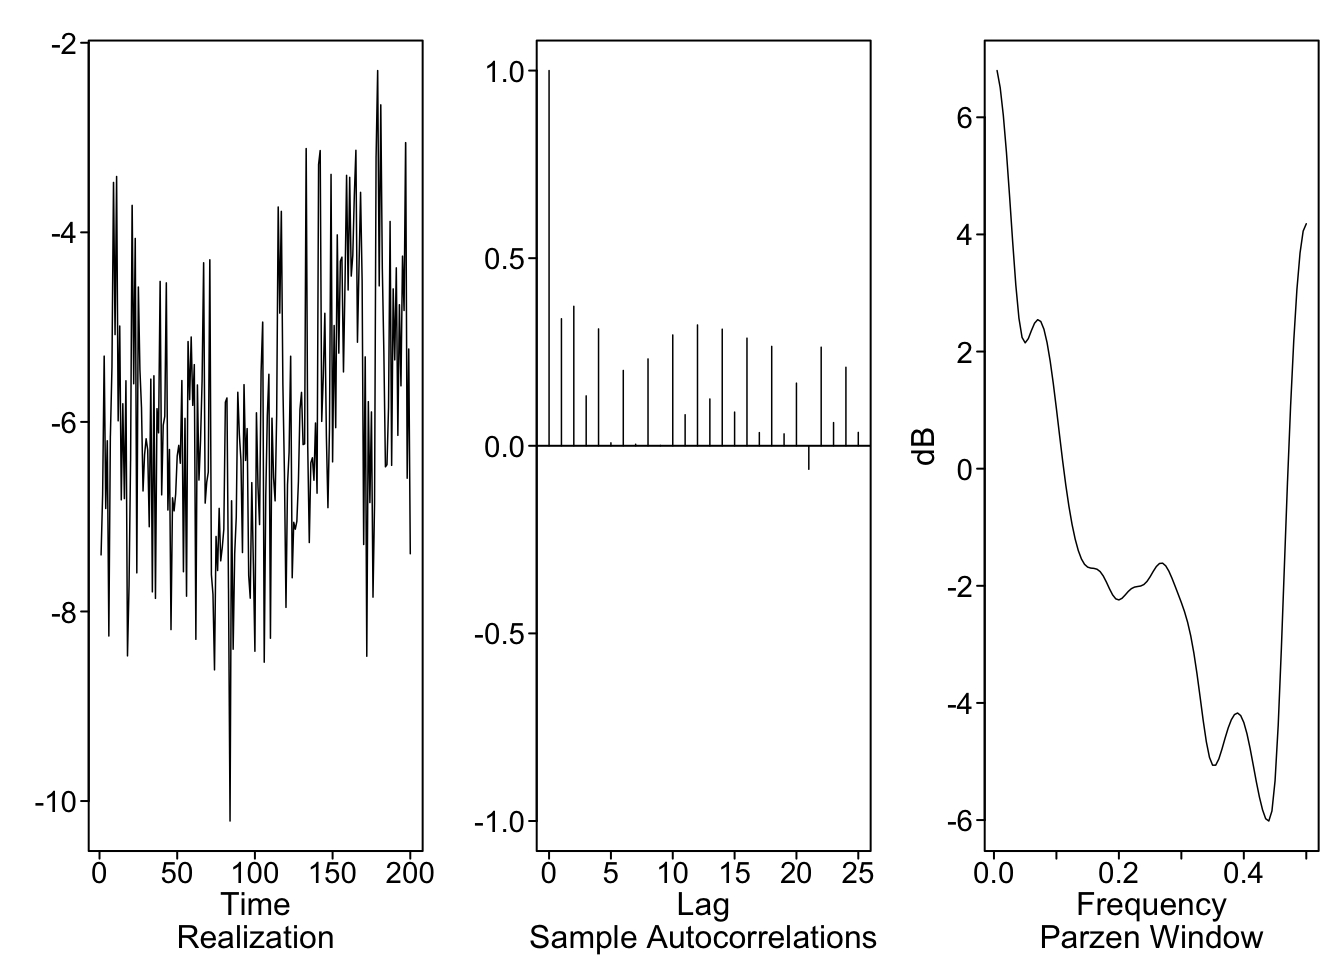 -2
-4
-6
-8
-10
0 50 100 150 200
Time
Realization
1.0
0.5
0.0
-0.5
-1.0
0 5 10 15 20 25
Lag
Sample Autocorrelations
dB
6
4
2
0
-2
-4
-6
0.0 0.2 0.4
Frequency
Parzen Window